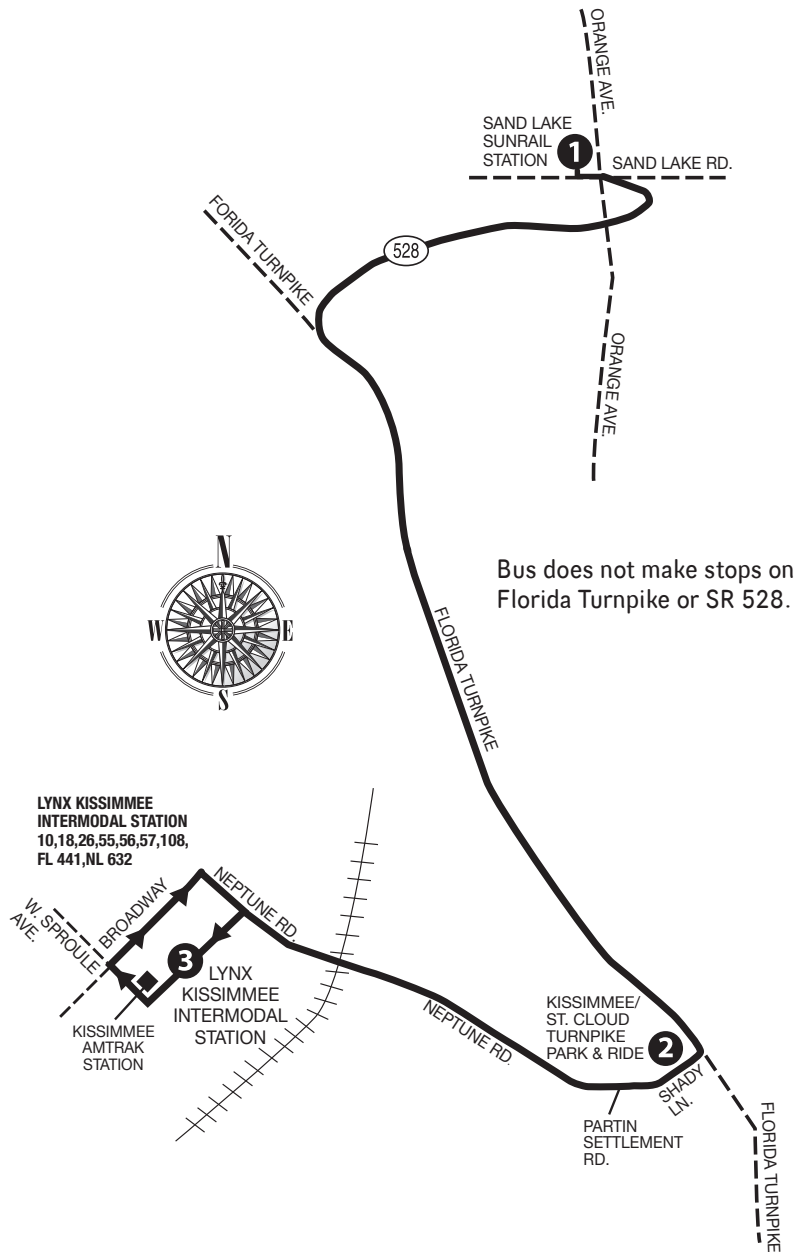 ORANGE AVE.
SAND LAKE
SUNRAIL
STATION
1
SAND LAKE RD.
FORIDA TURNPIKE
528
ORANGE AVE.
N
W
E
S
Bus does not make stops on
Florida Turnpike or SR 528.
FLORIDA TURNPIKE
LYNX KISSIMMEE
INTERMODAL STATION
10,18,26,55,56,57,108,
FL 441,NL 632
W. SPROULE
AVE.
BROADWAY
NEPTUNE RD.
3
LYNX
KISSIMMEE
INTERMODAL
STATION
KISSIMMEE
AMTRAK
STATION
NEPTUNE RD.
KISSIMMEE/
ST. CLOUD
TURNPIKE
PARK & RIDE
2
SHADY
LN.
PARTIN
SETTLEMENT
RD.
FLORIDA TURNPIKE